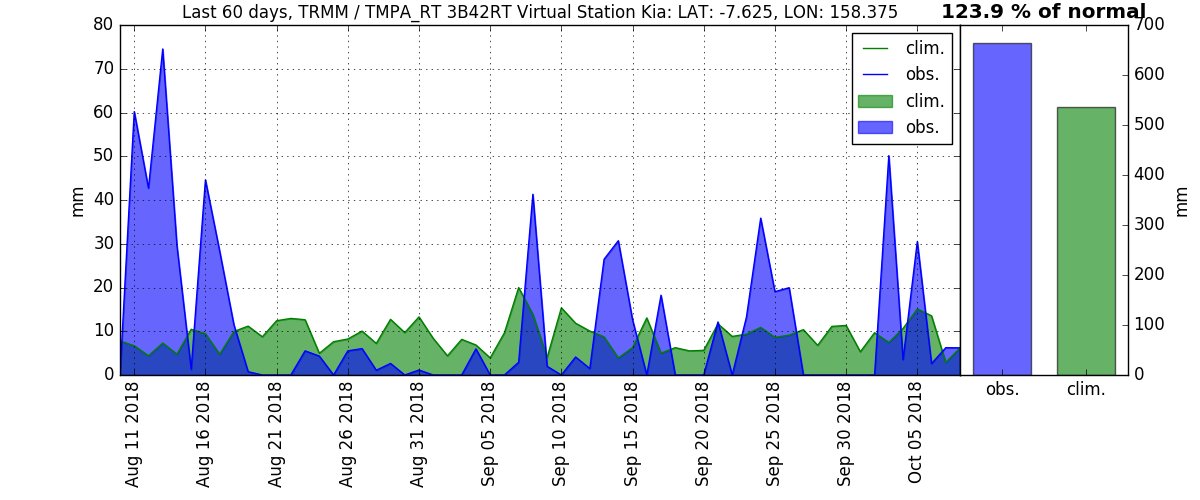 Last 60 days, TRMM / TMPA_RT 3B42RT Virtual Station Kia: LAT: -7.625, LON: 158.375
123.9 % of normal
80
70
60
50
40
30
20
10
0
mm
clim.
obs.
clim.
obs.
Aug 11 2018
Aug 16 2018
Aug 21 2018
Aug 26 2018
Aug 31 2018
Sep 05 2018
Sep 10 2018
Sep 15 2018
Sep 20 2018
Sep 25 2018
Sep 30 2018
Oct 05 2018
700
600
500
400
300
200
100
0
mm
obs.
clim.